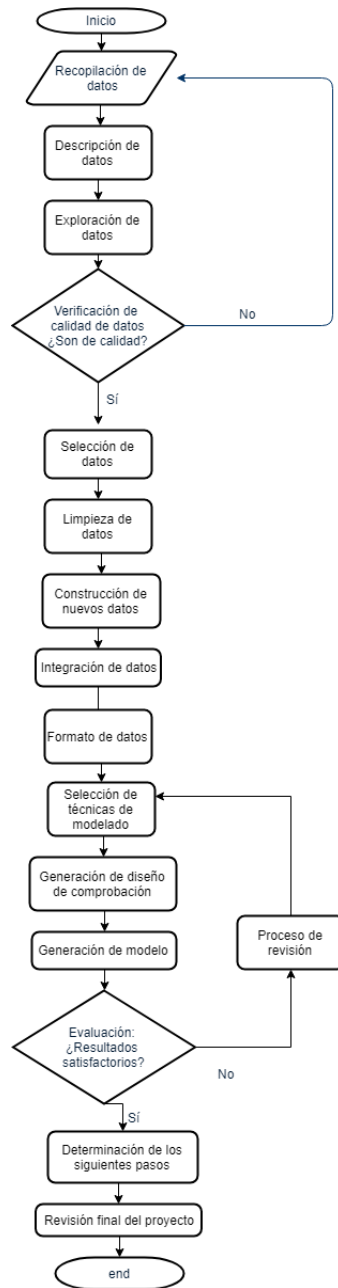 Inicio
Recopilación de
datos
Descripción de
datos
Exploración de
datos
Verificación de
calidad de datos
¿Son de calidad?
No
Sí
Selección de
datos
Limpieza de
datos
Construcción de
nuevos datos
Integración de datos
Formato de datos
Selección de
técnicas de
modelado
Generación de diseño
de comprobación
Generación de modelo
Proceso de
revisión
Evaluación:
¿Resultados
satisfactorios?
No
Sí
Determinación de los
siguientes pasos
Revisión final del proyecto
end